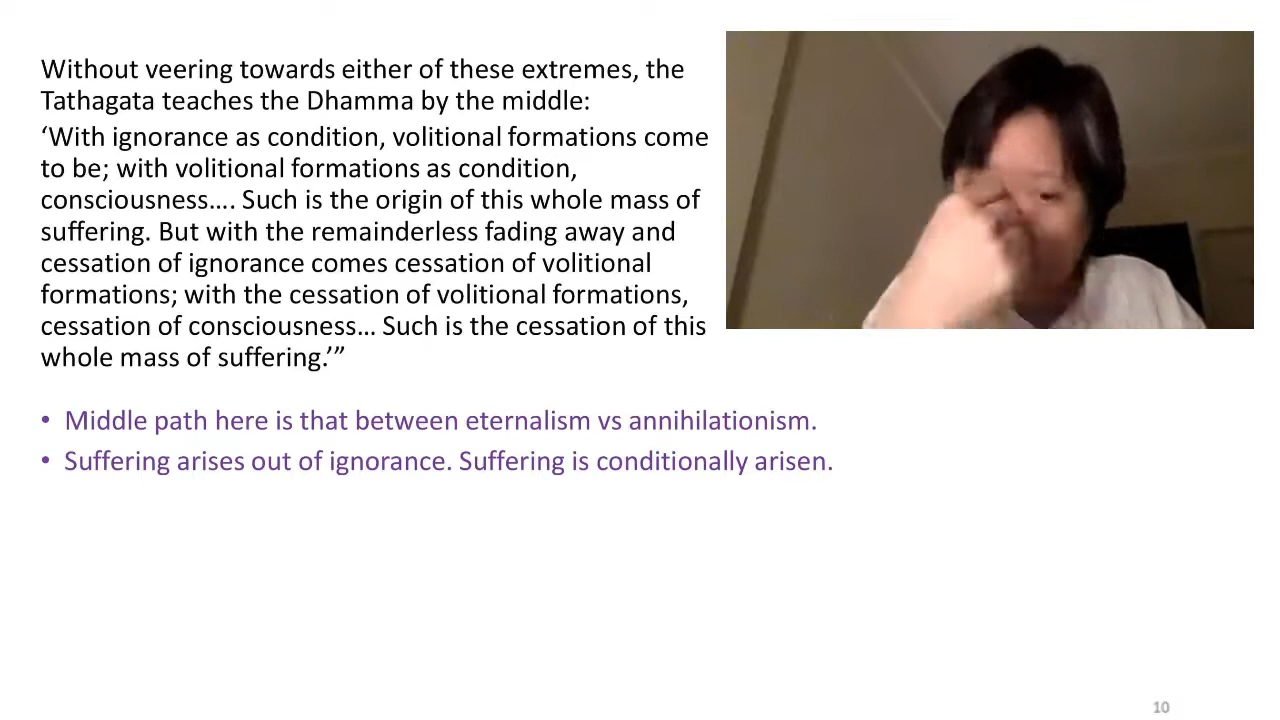 Without veering towards either of these extremes, the
Tathagata teaches the Dhamma by the middle:
‘With ignorance as condition, volitional formations come
to be; with volitional formations as condition,
consciousness…. Such is the origin of this whole mass of
suffering. But with the remainderless fading away and
cessation of ignorance comes cessation of volitional
formations; with the cessation of volitional formations,
cessation of consciousness… Such is the cessation of this
whole mass of suffering.’”
• Middle path here is that between eternalism vs annihilationism.
• Suffering arises out of ignorance. Suffering is conditionally arisen.
10